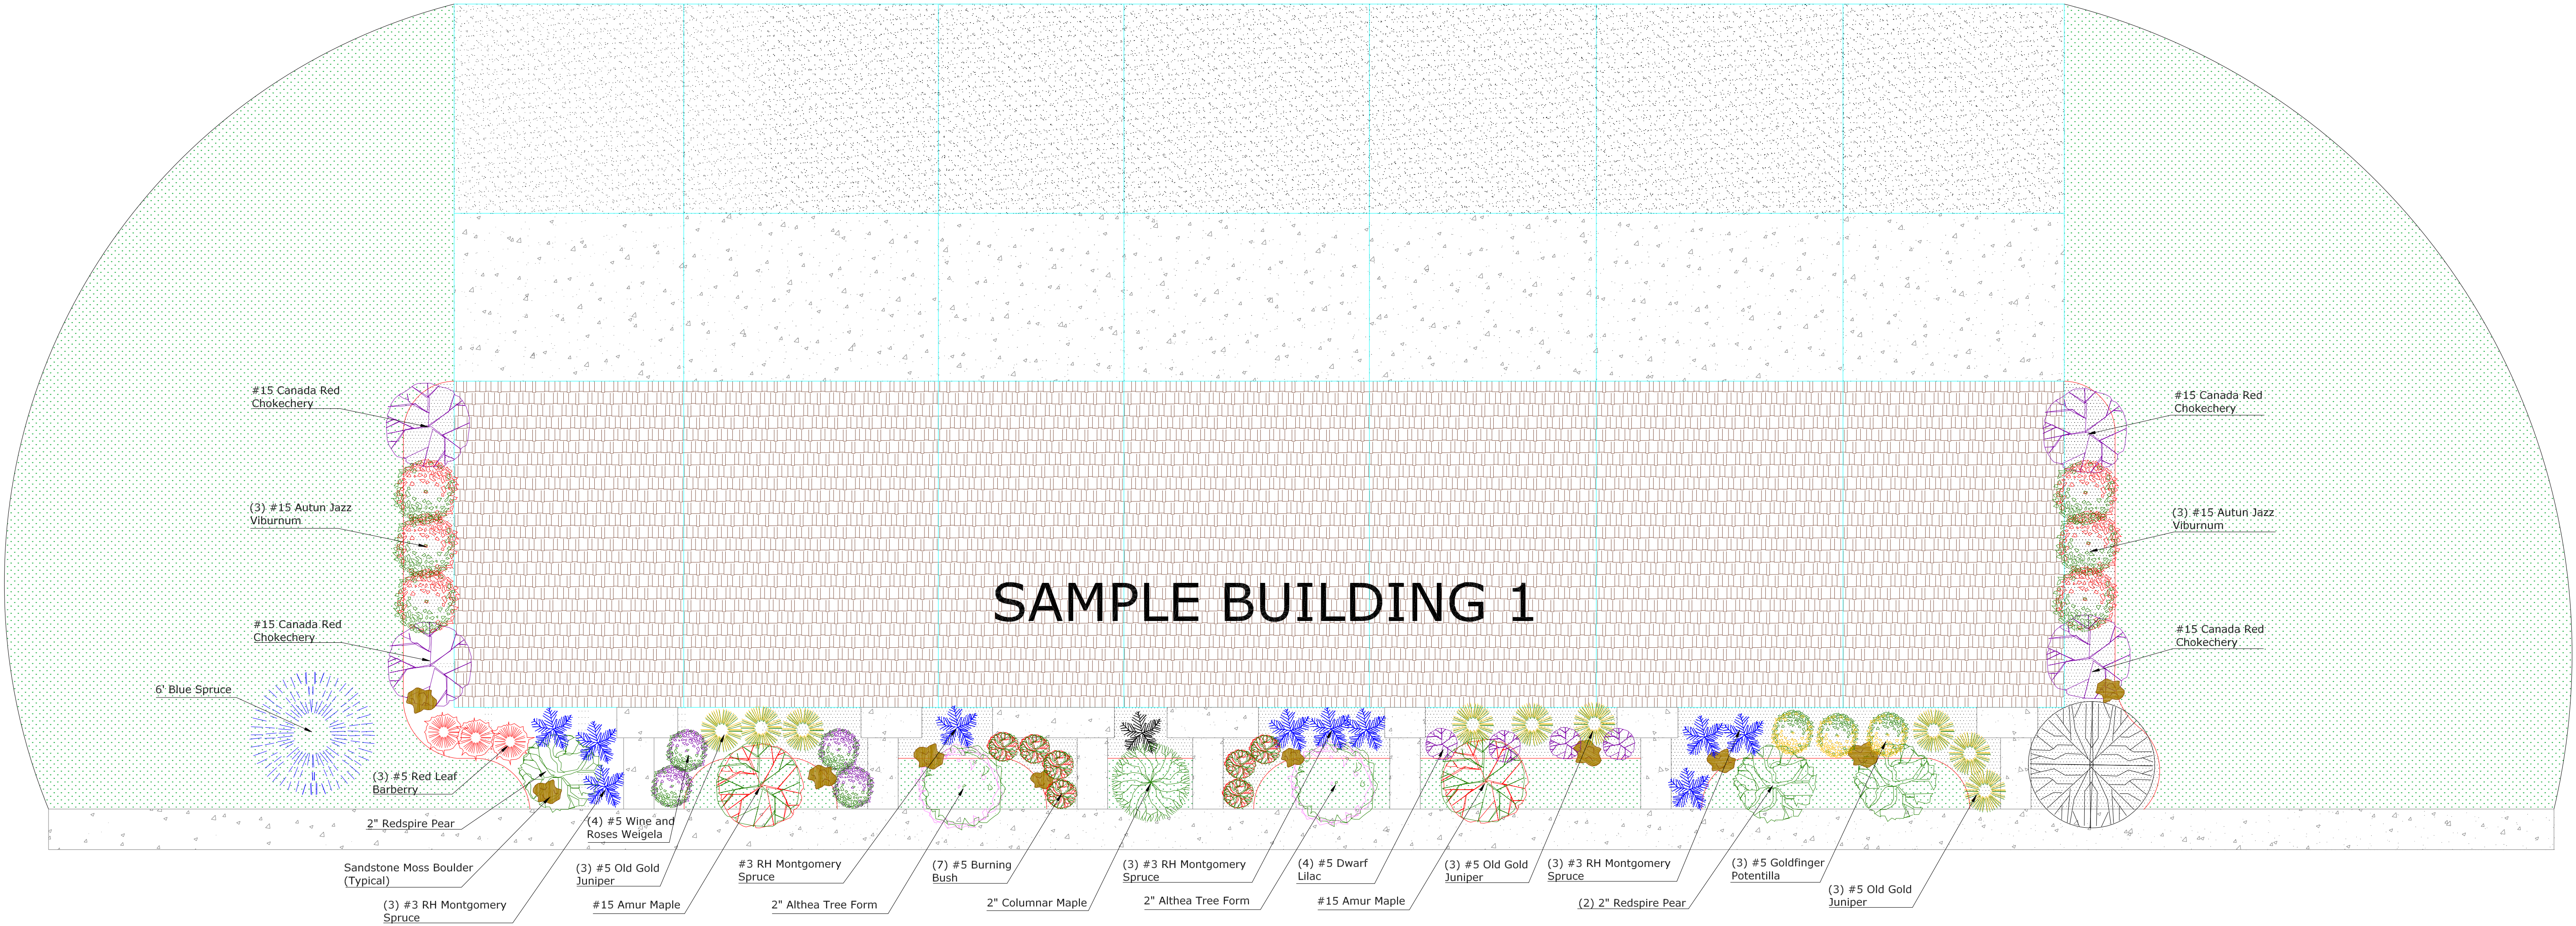 #15 Canada Red
Chokechery
#15 Canada Red
Chokechery
(3) #15 Autun Jazz
Viburnum
(3) #15 Autun Jazz
Viburnum
SAMPLE BUILDING 1
#15 Canada Red
Chokechery
#15 Canada Red
Chokechery
6' Blue Spruce
(3) #5 Red Leaf
Barberry
2" Redspire Pear
(4) #5 Wine and
Roses Weigela
Sandstone Moss Boulder
(Typical)
(3) #5 Old Gold
Juniper
#3 RH Montgomery
Spruce
(7) #5 Burning
Bush
(3) #3 RH Montgomery
Spruce
(4) #5 Dwarf
Lilac
(3) #5 Old Gold
Juniper
(3) #3 RH Montgomery
Spruce
(3) #5 Goldfinger
Potentilla
(3) #5 Old Gold
Juniper
(3) #3 RH Montgomery
Spruce
#15 Amur Maple
2" Althea Tree Form
2" Columnar Maple
2" Althea Tree Form
#15 Amur Maple
(2) 2" Redspire Pear